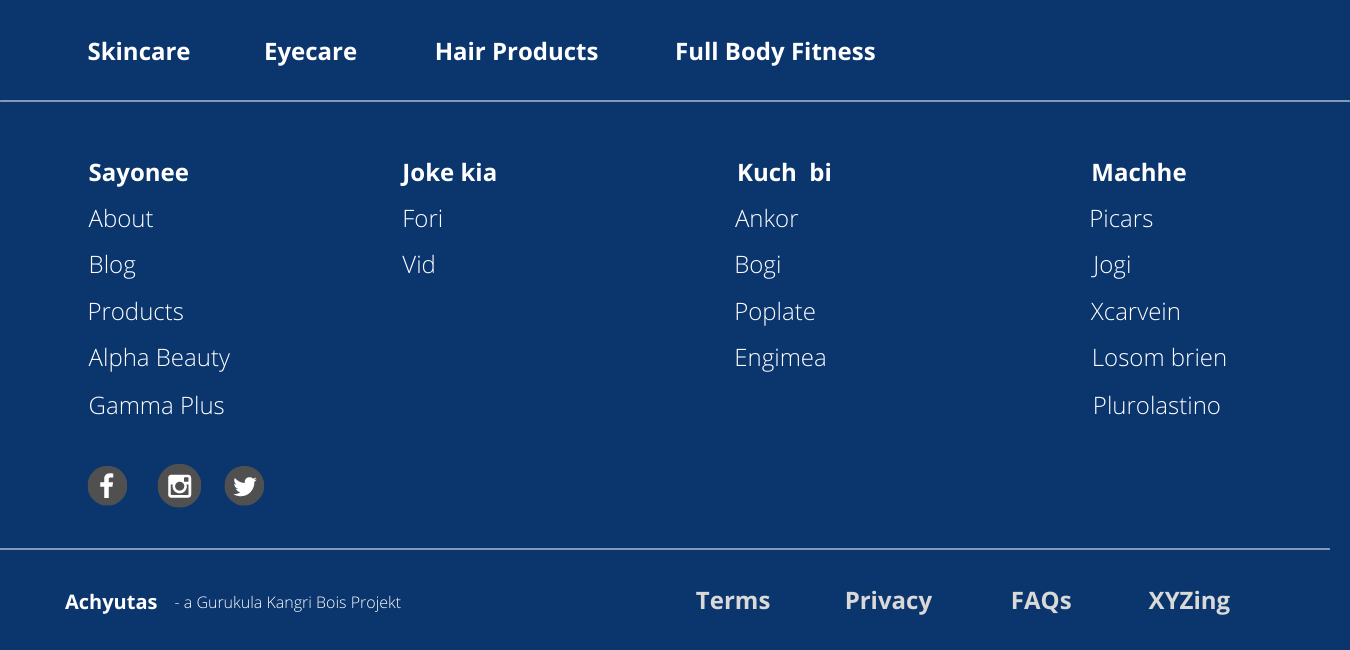 Skincare Eyecare Hair Products Full Body Fitness
Sayonee
About
Blog
Products
Alpha Beauty
Gamma Plus
Joke kia
Fori
Vid
Kuch bi
Ankor
Bogi
Poplate
Engimea
Machhe
Picars
Jogi
Xcarvein
Losom brien
Plurolastino
Achyutas - a Gurukula Kangri Bois Projekt
Terms Privacy FAQs XYZing